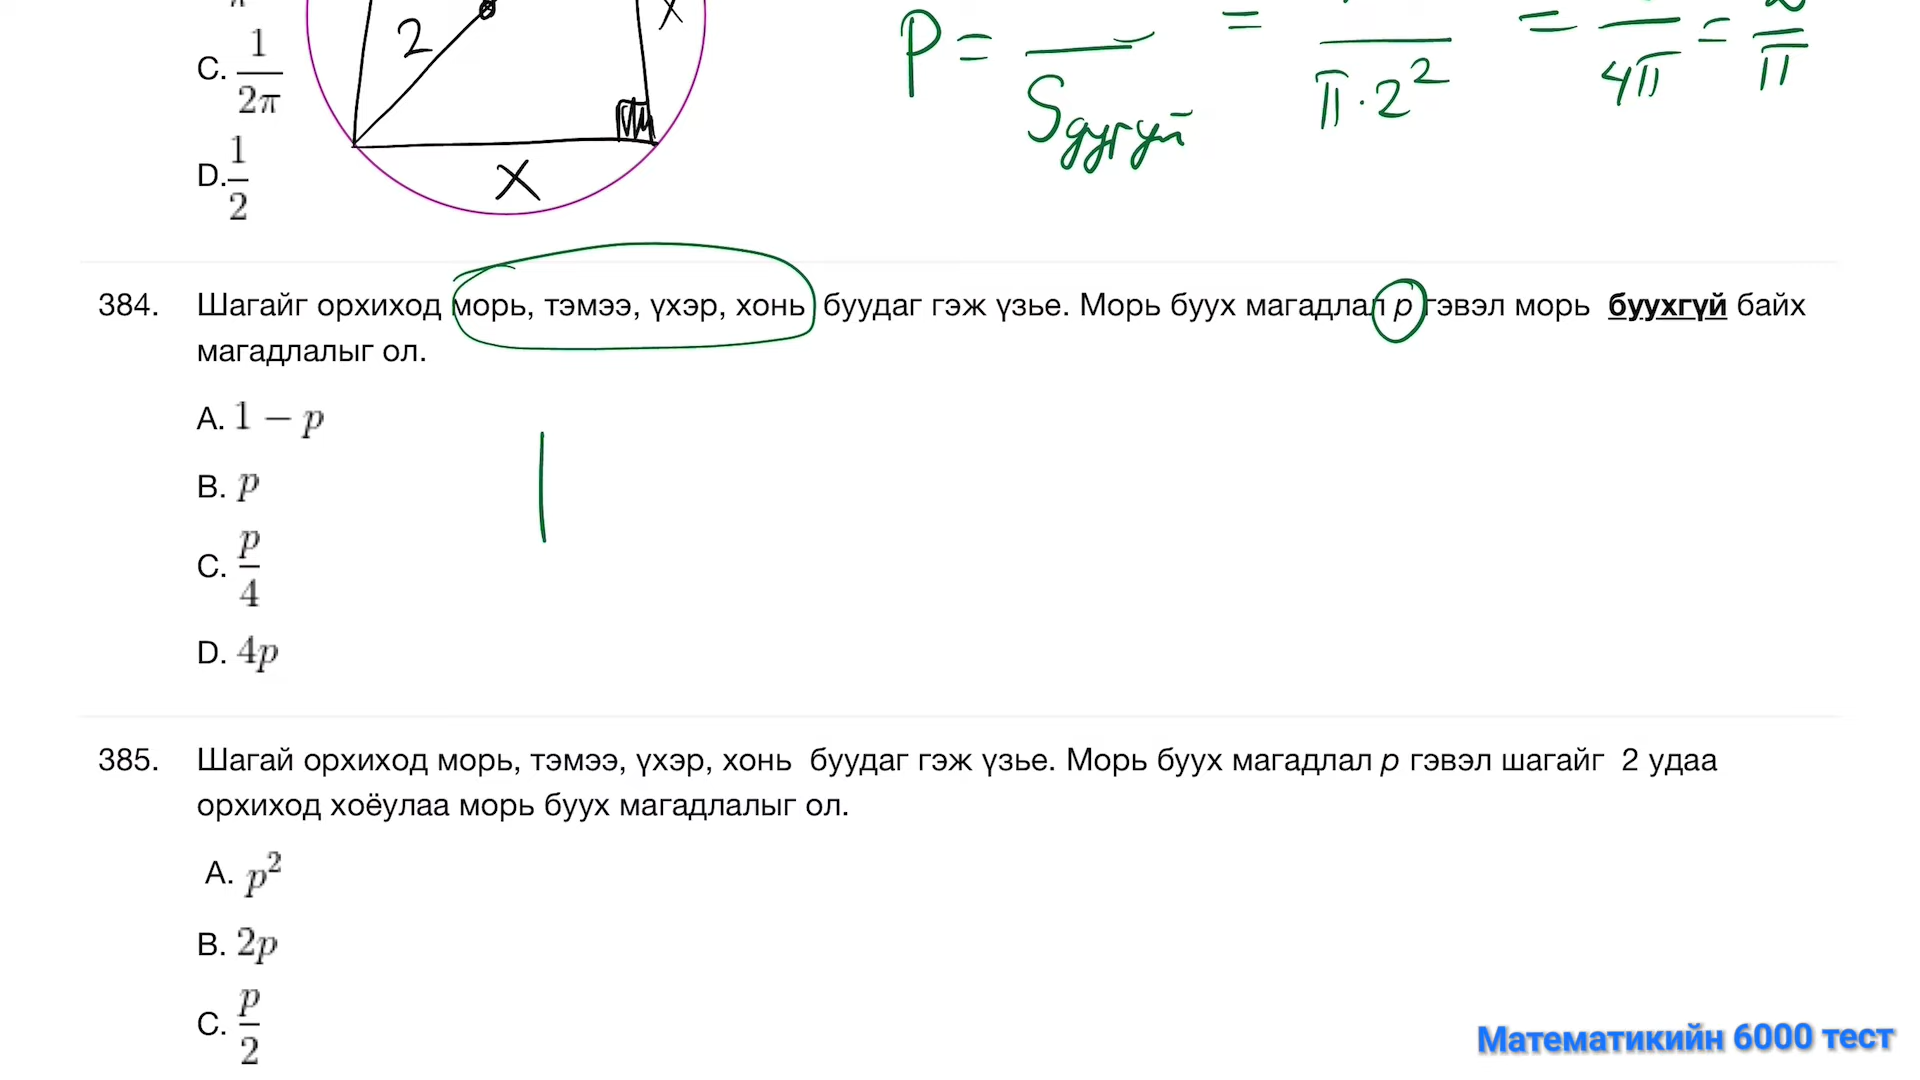 C. 1/2π
D. 1/2
2
x
x
P = — = — = — = —
S дугуй
π·2²
4π
π
384. Шагайг орхиход морь, тэмээ, үхэр, хонь буудаг гэж үзье. Морь буух магадлал p гэвэл морь буухгүй байх
магадлалыг ол.
A. 1 − p
B. p
C. p/4
D. 4p
385. Шагай орхиход морь, тэмээ, үхэр, хонь буудаг гэж үзье. Морь буух магадлал p гэвэл шагайг 2 удаа
орхиход хоёулаа морь буух магадлалыг ол.
A. p²
B. 2p
C. p/2
Математикийн 6000 тест